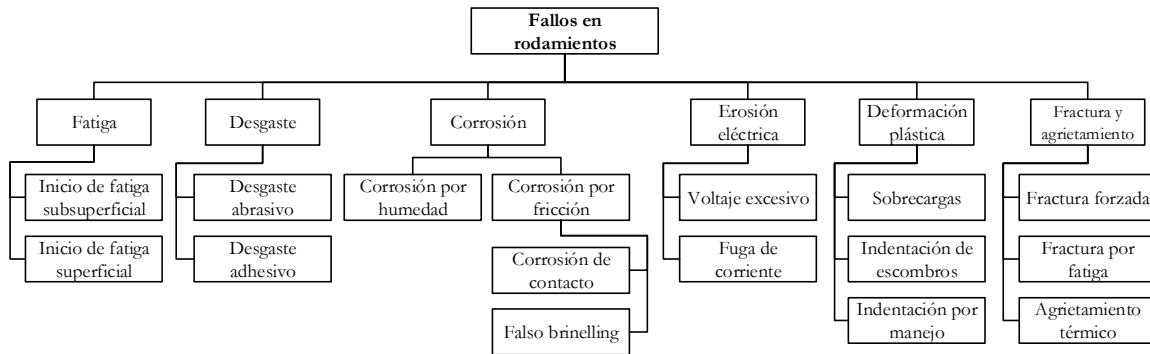 Fallos en
rodamientos
Fatiga
Desgaste
Corrosión
Erosión
eléctrica
Deformación
plástica
Fractura y
agrietamiento
Inicio de fatiga
subsuperficial
Inicio de fatiga
superficial
Desgaste
abrasivo
Desgaste
adhesivo
Corrosión por
humedad
Corrosión por
fricción
Corrosión de
contacto
Falso brinelling
Voltaje excesivo
Fuga de
corriente
Sobrecargas
Indentación de
escombros
Indentación por
manejo
Fractura forzada
Fractura por
fatiga
Agrietamiento
térmico